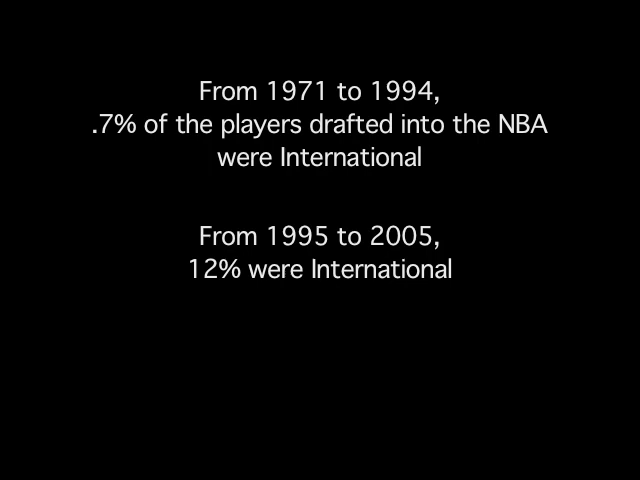 From 1971 to 1994,
.7% of the players drafted into the NBA
were International
From 1995 to 2005,
12% were International